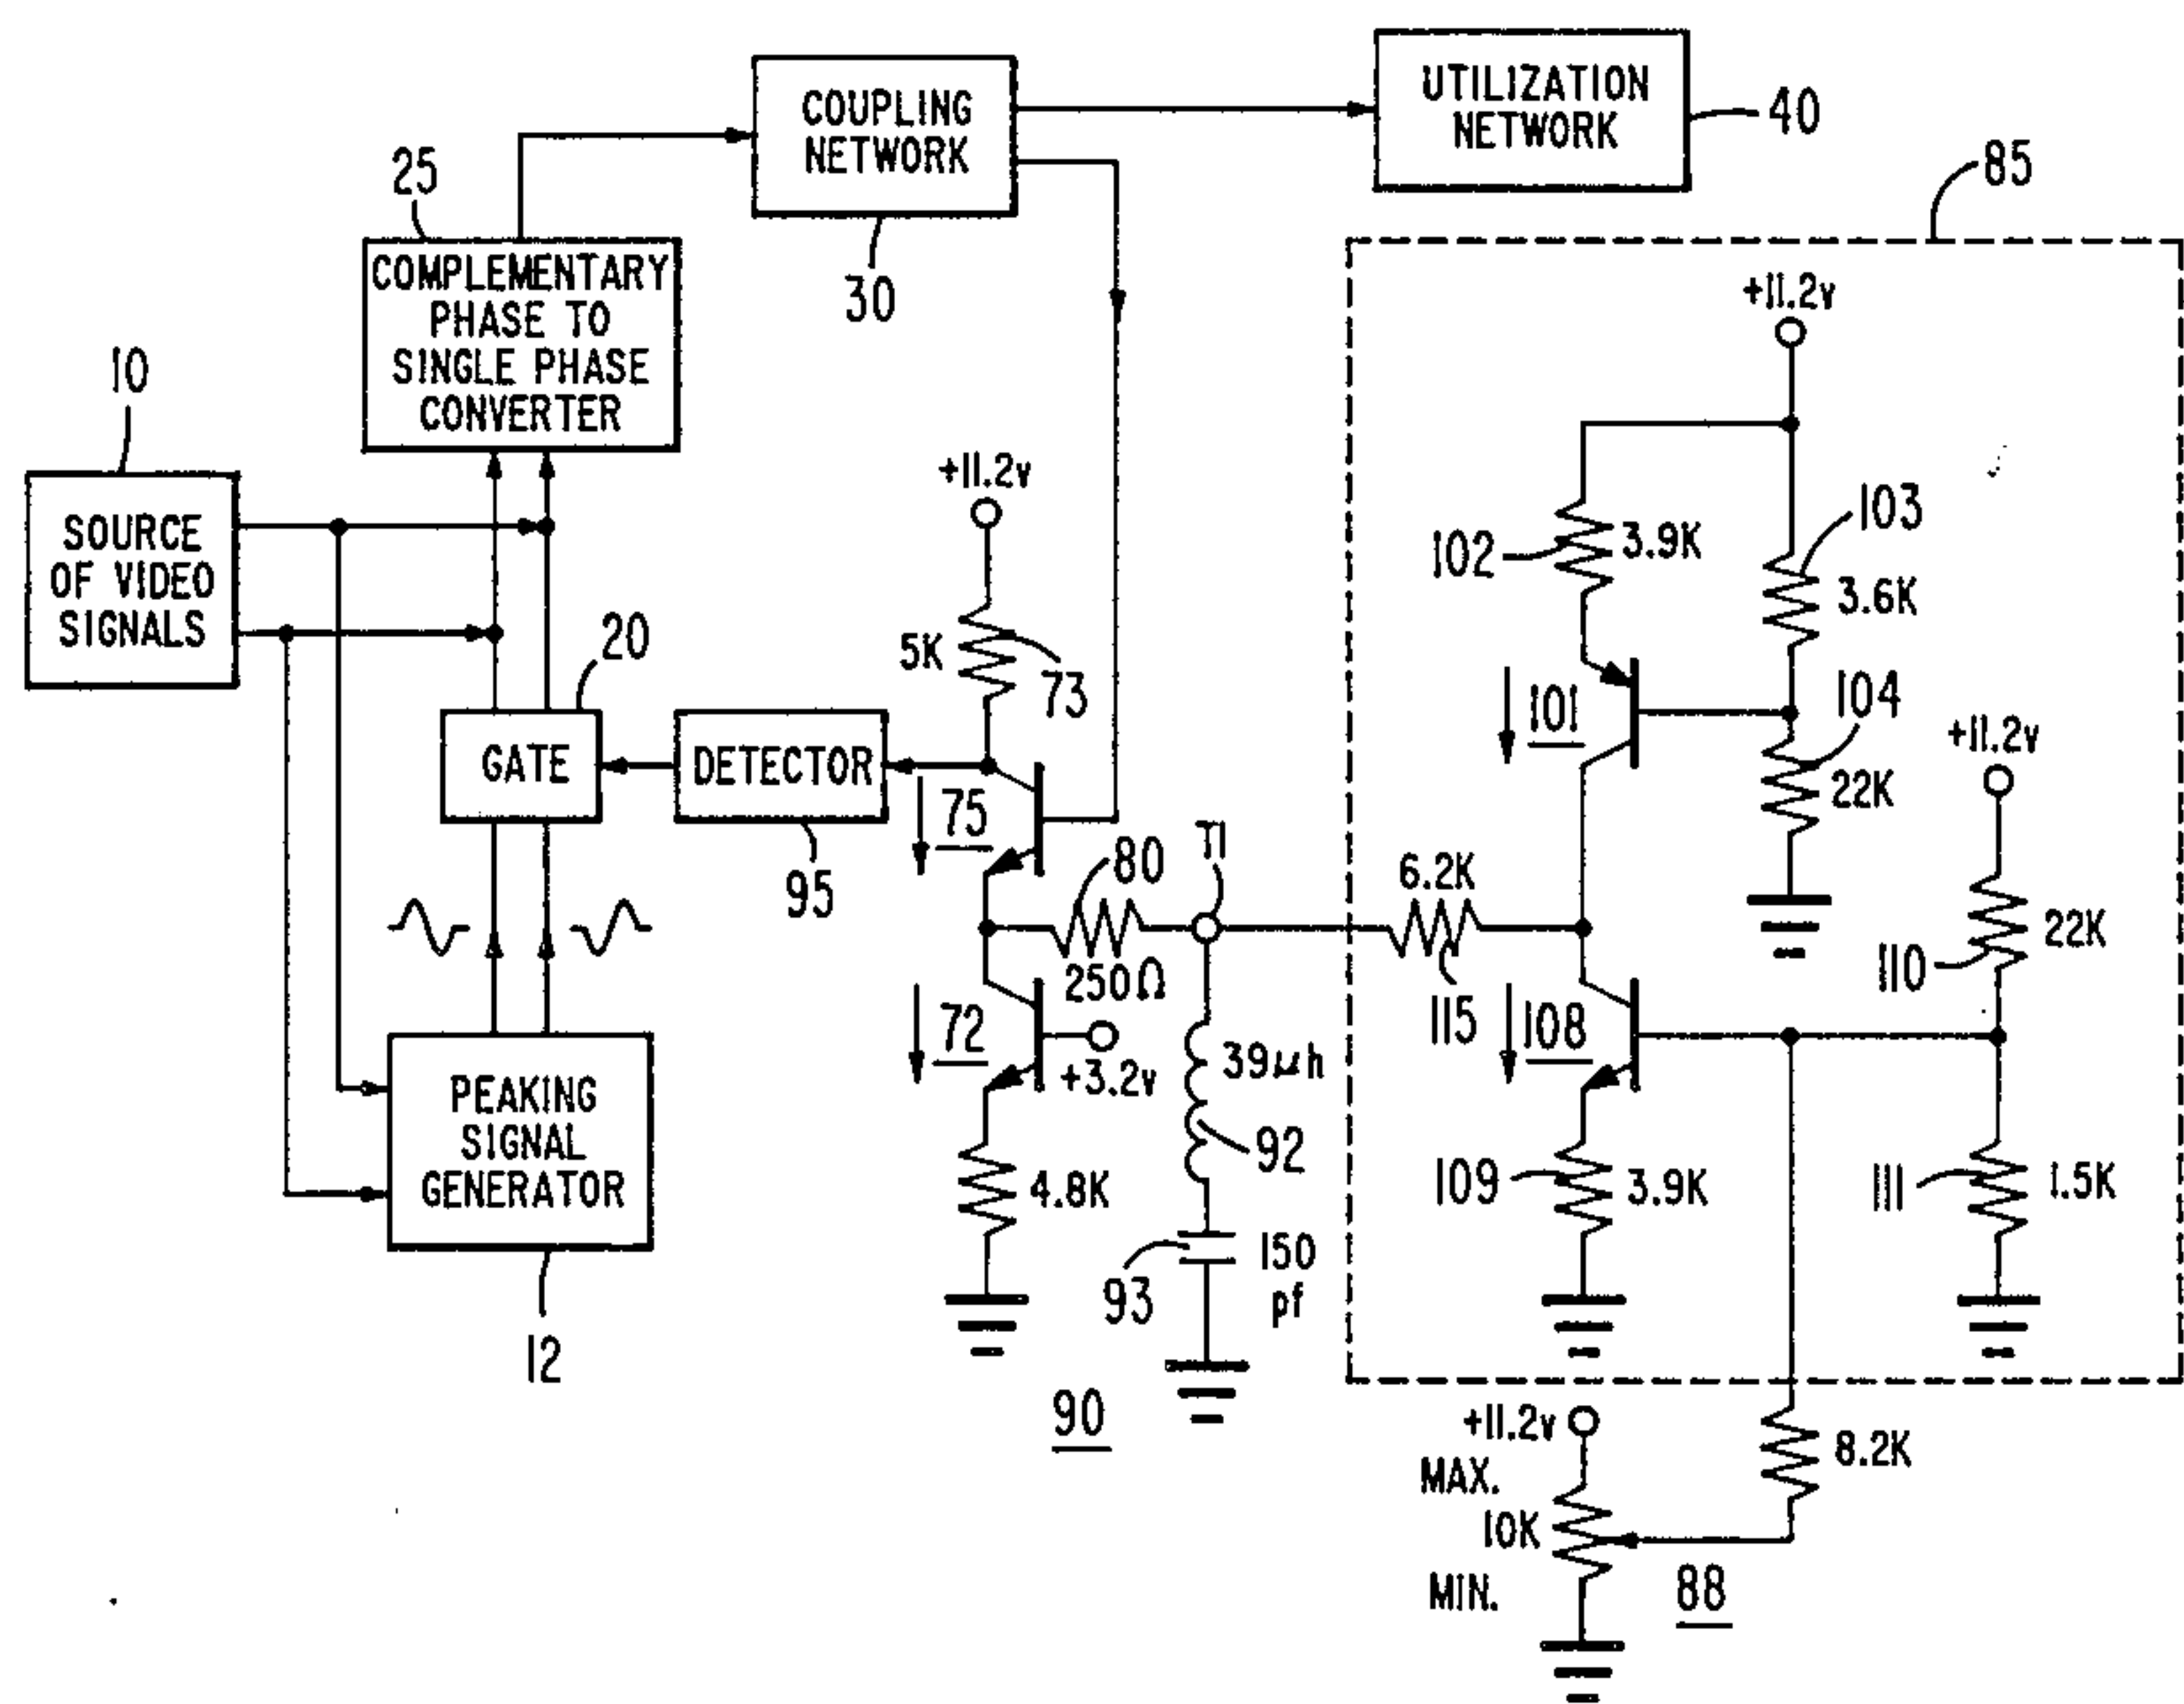 COUPLING
NETWORK
30
UTILIZATION
NETWORK
40
85
25
COMPLEMENTARY
PHASE TO
SINGLE PHASE
CONVERTER
10
SOURCE
OF VIDEO
SIGNALS
20
GATE
DETECTOR
95
PEAKING
SIGNAL
GENERATOR
12
+11.2v
5K
73
75
80
250Ω
T1
72
+3.2v
4.8K
39μh
92
93
150
pf
90
6.2K
115
+11.2v
102
3.9K
103
3.6K
101
104
22K
+11.2v
110
22K
108
109
3.9K
111
1.5K
+11.2v
MAX.
10K
MIN.
8.2K
88